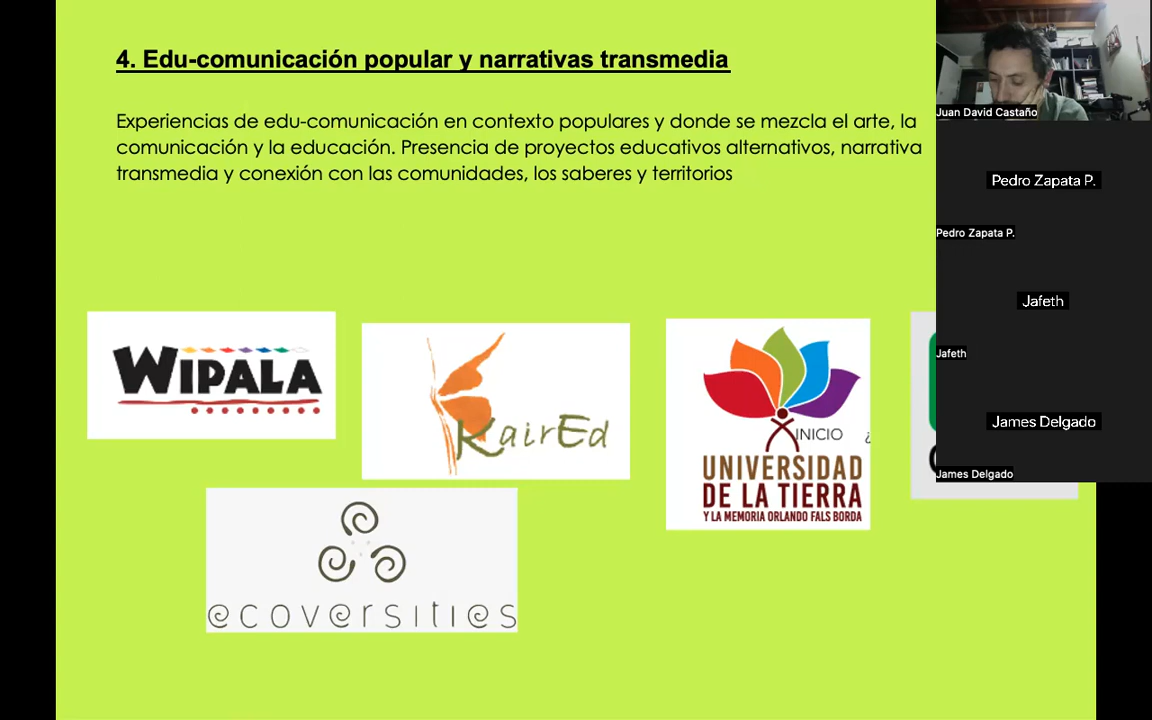 4. Edu-comunicación popular y narrativas transmedia
Experiencias de edu-comunicación en contexto populares y donde se mezcla el arte, la
comunicación y la educación. Presencia de proyectos educativos alternativos, narrativa
transmedia y conexión con las comunidades, los saberes y territorios
WIPALA
KairEd
INICIO ¿
UNIVERSIDAD
DE LA TIERRA
Y LA MEMORIA ORLANDO FALS BORDA
ecoversities
Juan David Castaño
Pedro Zapata P.
Pedro Zapata P.
Jafeth
Jafeth
James Delgado
James Delgado